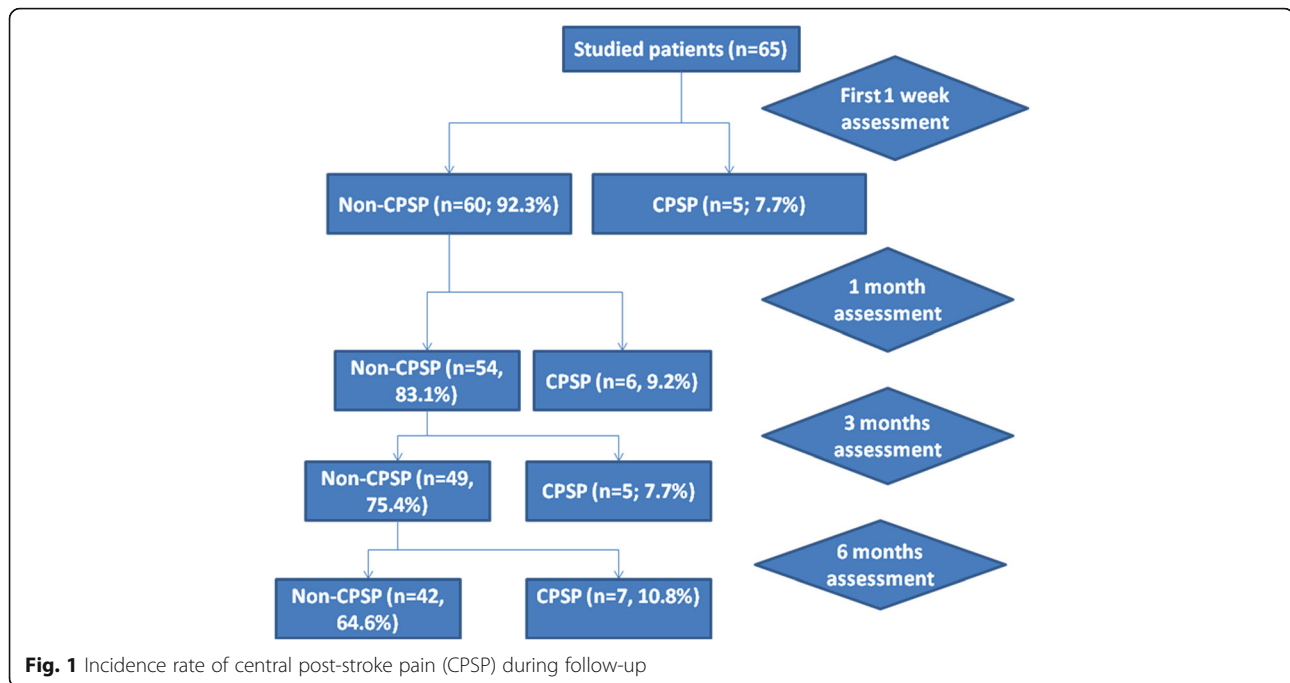 Studied patients (n=65)
First 1 week
assessment
Non-CPSP (n=60; 92.3%)
CPSP (n=5; 7.7%)
1 month
assessment
Non-CPSP (n=54,
83.1%)
CPSP (n=6, 9.2%)
3 months
assessment
Non-CPSP (n=49,
75.4%)
CPSP (n=5; 7.7%)
6 months
assessment
Non-CPSP (n=42,
64.6%)
CPSP (n=7, 10.8%)
Fig. 1 Incidence rate of central post-stroke pain (CPSP) during follow-up